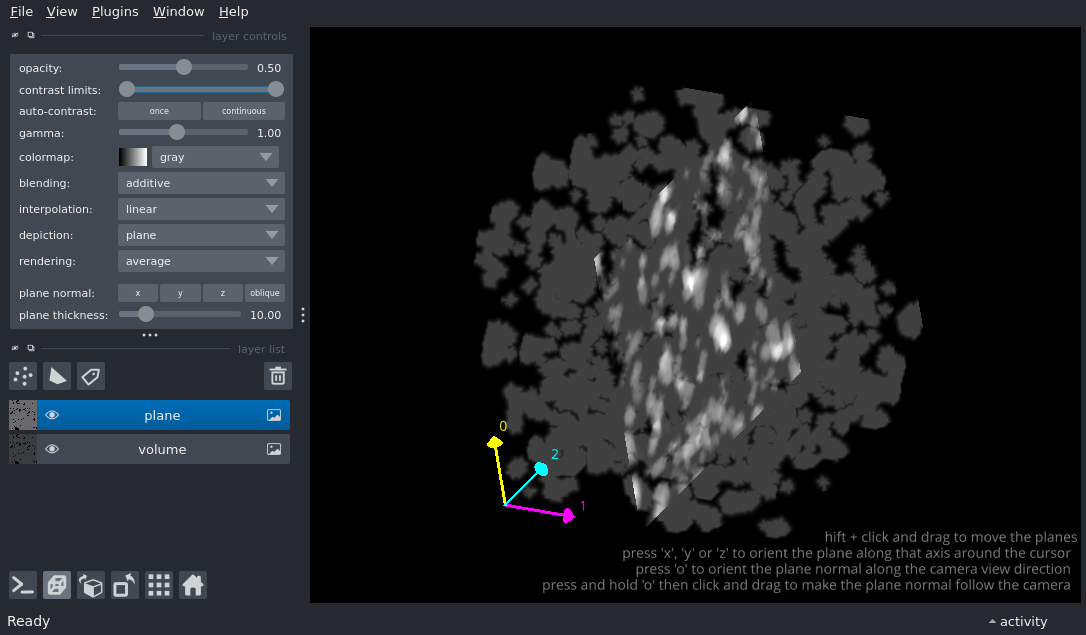 File View Plugins Window Help
layer controls
opacity: 0.50
contrast limits:
auto-contrast: once continuous
gamma: 1.00
colormap: gray
blending: additive
interpolation: linear
depiction: plane
rendering: average
plane normal: x y z oblique
plane thickness: 10.00
layer list
plane
volume
0
2
1
hift + click and drag to move the planes
press 'x', 'y' or 'z' to orient the plane along that axis around the cursor
press 'o' to orient the plane normal along the camera view direction
press and hold 'o' then click and drag to make the plane normal follow the camera
Ready activity